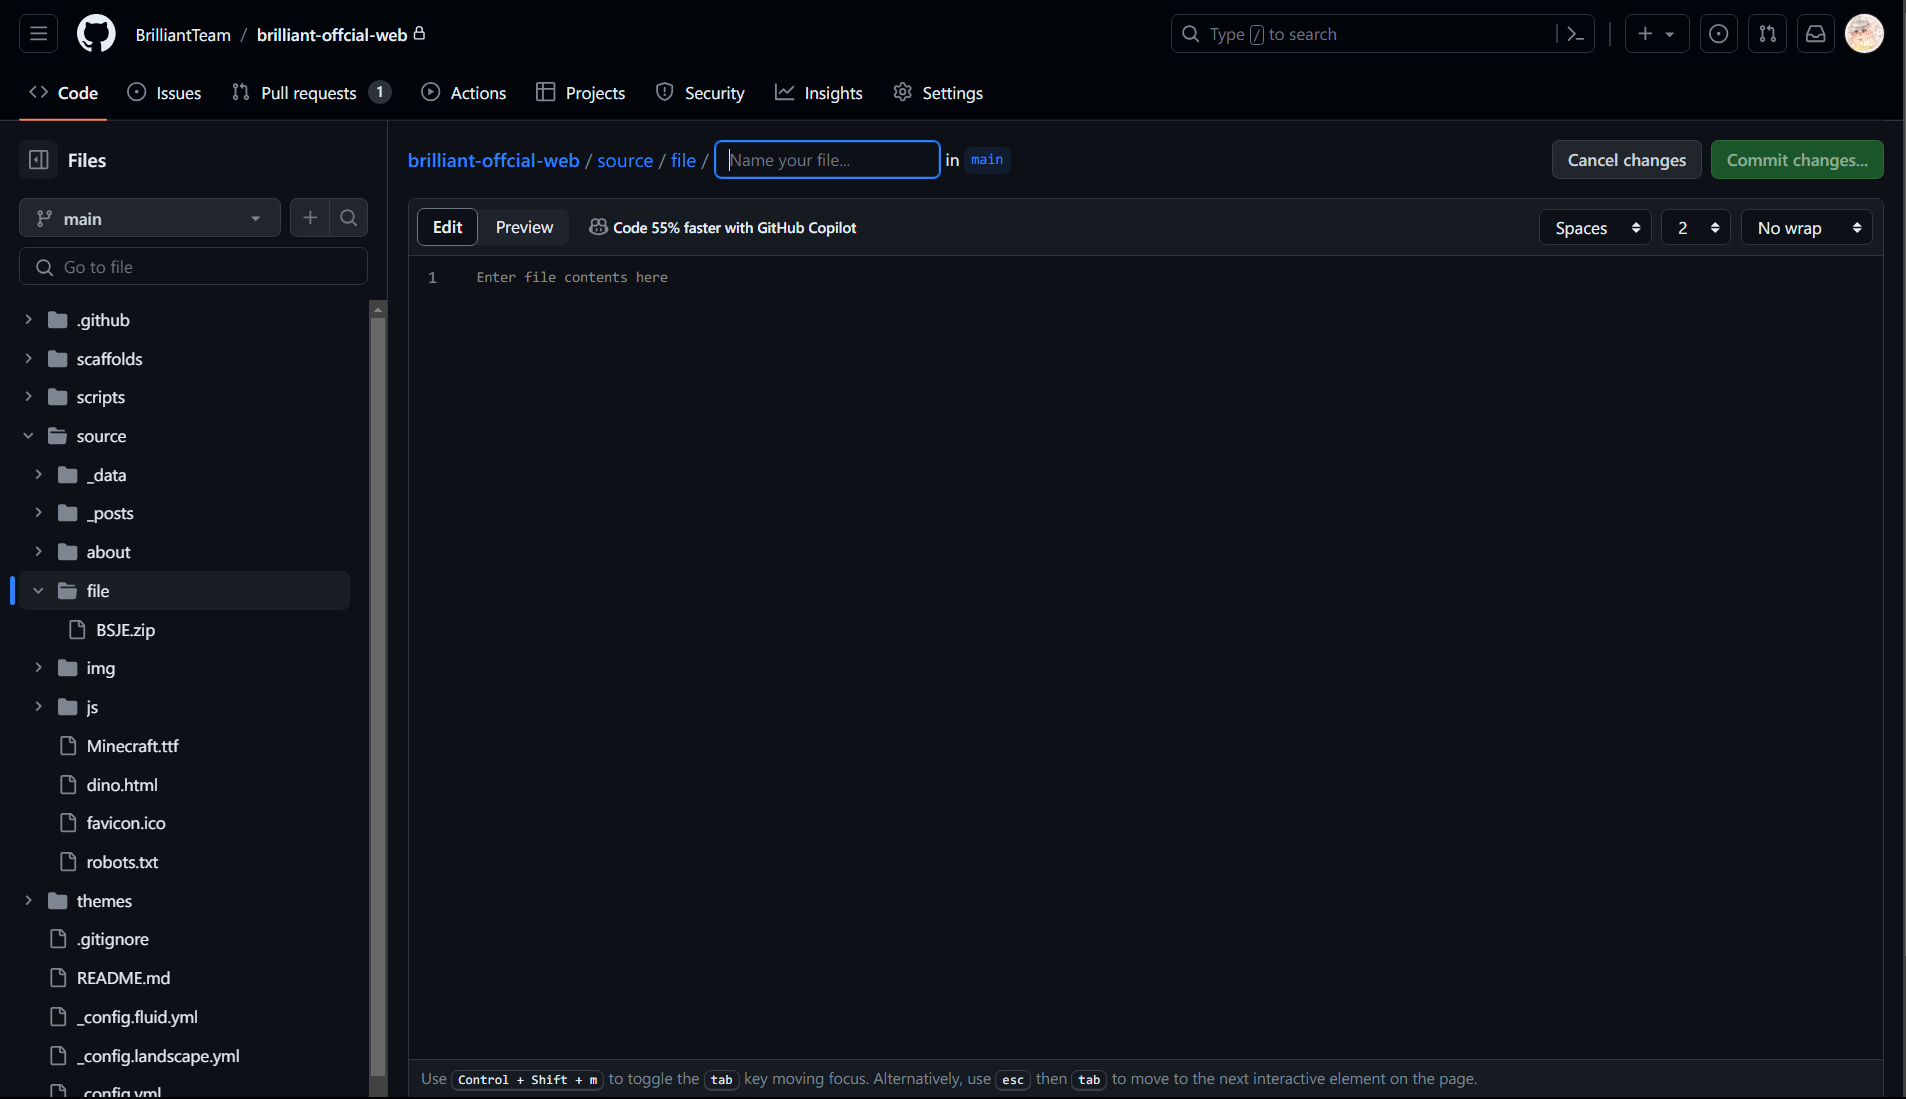 BrilliantTeam / brilliant-offcial-web
Type / to search
Code
Issues
Pull requests 1
Actions
Projects
Security
Insights
Settings
Files
main
Go to file
.github
scaffolds
scripts
source
_data
_posts
about
file
BSJE.zip
img
js
Minecraft.ttf
dino.html
favicon.ico
robots.txt
themes
.gitignore
README.md
_config.fluid.yml
_config.landscape.yml
_config.yml
brilliant-offcial-web / source / file / Name your file... in main
Cancel changes
Commit changes...
Edit
Preview
Code 55% faster with GitHub Copilot
Spaces
2
No wrap
1 Enter file contents here
Use Control + Shift + m to toggle the tab key moving focus. Alternatively, use esc then tab to move to the next interactive element on the page.